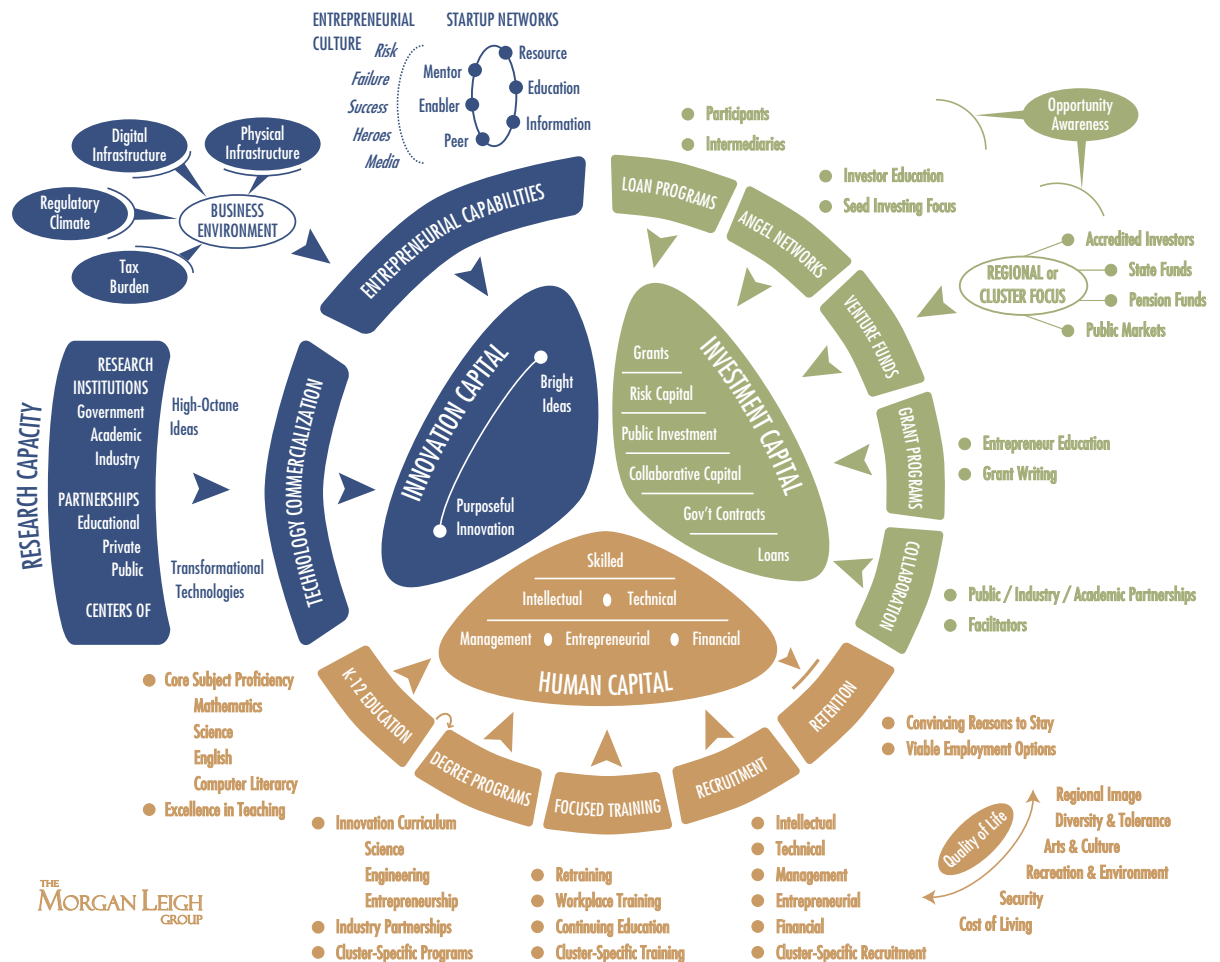 ENTREPRENEURIAL
CULTURE
Risk
Failure
Success
Heroes
Media
STARTUP NETWORKS
Resource
Mentor
Education
Enabler
Information
Peer
Digital
Infrastructure
Physical
Infrastructure
Regulatory
Climate
BUSINESS
ENVIRONMENT
Tax
Burden
ENTREPRENEURIAL CAPABILITIES
RESEARCH CAPACITY
RESEARCH
INSTITUTIONS
Government
Academic
Industry
PARTNERSHIPS
Educational
Private
Public
CENTERS OF
High-Octane
Ideas
Transformational
Technologies
TECHNOLOGY COMMERCIALIZATION
INNOVATION CAPITAL
Bright
Ideas
Purposeful
Innovation
Participants
Intermediaries
LOAN PROGRAMS
Investor Education
Seed Investing Focus
ANGEL NETWORKS
Opportunity
Awareness
VENTURE FUNDS
REGIONAL or
CLUSTER FOCUS
Accredited Investors
State Funds
Pension Funds
Public Markets
GRANT PROGRAMS
Entrepreneur Education
Grant Writing
COLLABORATION
Public / Industry / Academic Partnerships
Facilitators
INVESTMENT CAPITAL
Grants
Risk Capital
Public Investment
Collaborative Capital
Gov't Contracts
Loans
Skilled
Intellectual Technical
Management Entrepreneurial Financial
HUMAN CAPITAL
K-12 EDUCATION
Core Subject Proficiency
Mathematics
Science
English
Computer Literarcy
Excellence in Teaching
DEGREE PROGRAMS
Innovation Curriculum
Science
Engineering
Entrepreneurship
Industry Partnerships
Cluster-Specific Programs
FOCUSED TRAINING
Retraining
Workplace Training
Continuing Education
Cluster-Specific Training
RECRUITMENT
Intellectual
Technical
Management
Entrepreneurial
Financial
Cluster-Specific Recruitment
RETENTION
Convincing Reasons to Stay
Viable Employment Options
Quality of Life
Regional Image
Diversity & Tolerance
Arts & Culture
Recreation & Environment
Security
Cost of Living
THE
MORGAN LEIGH
GROUP